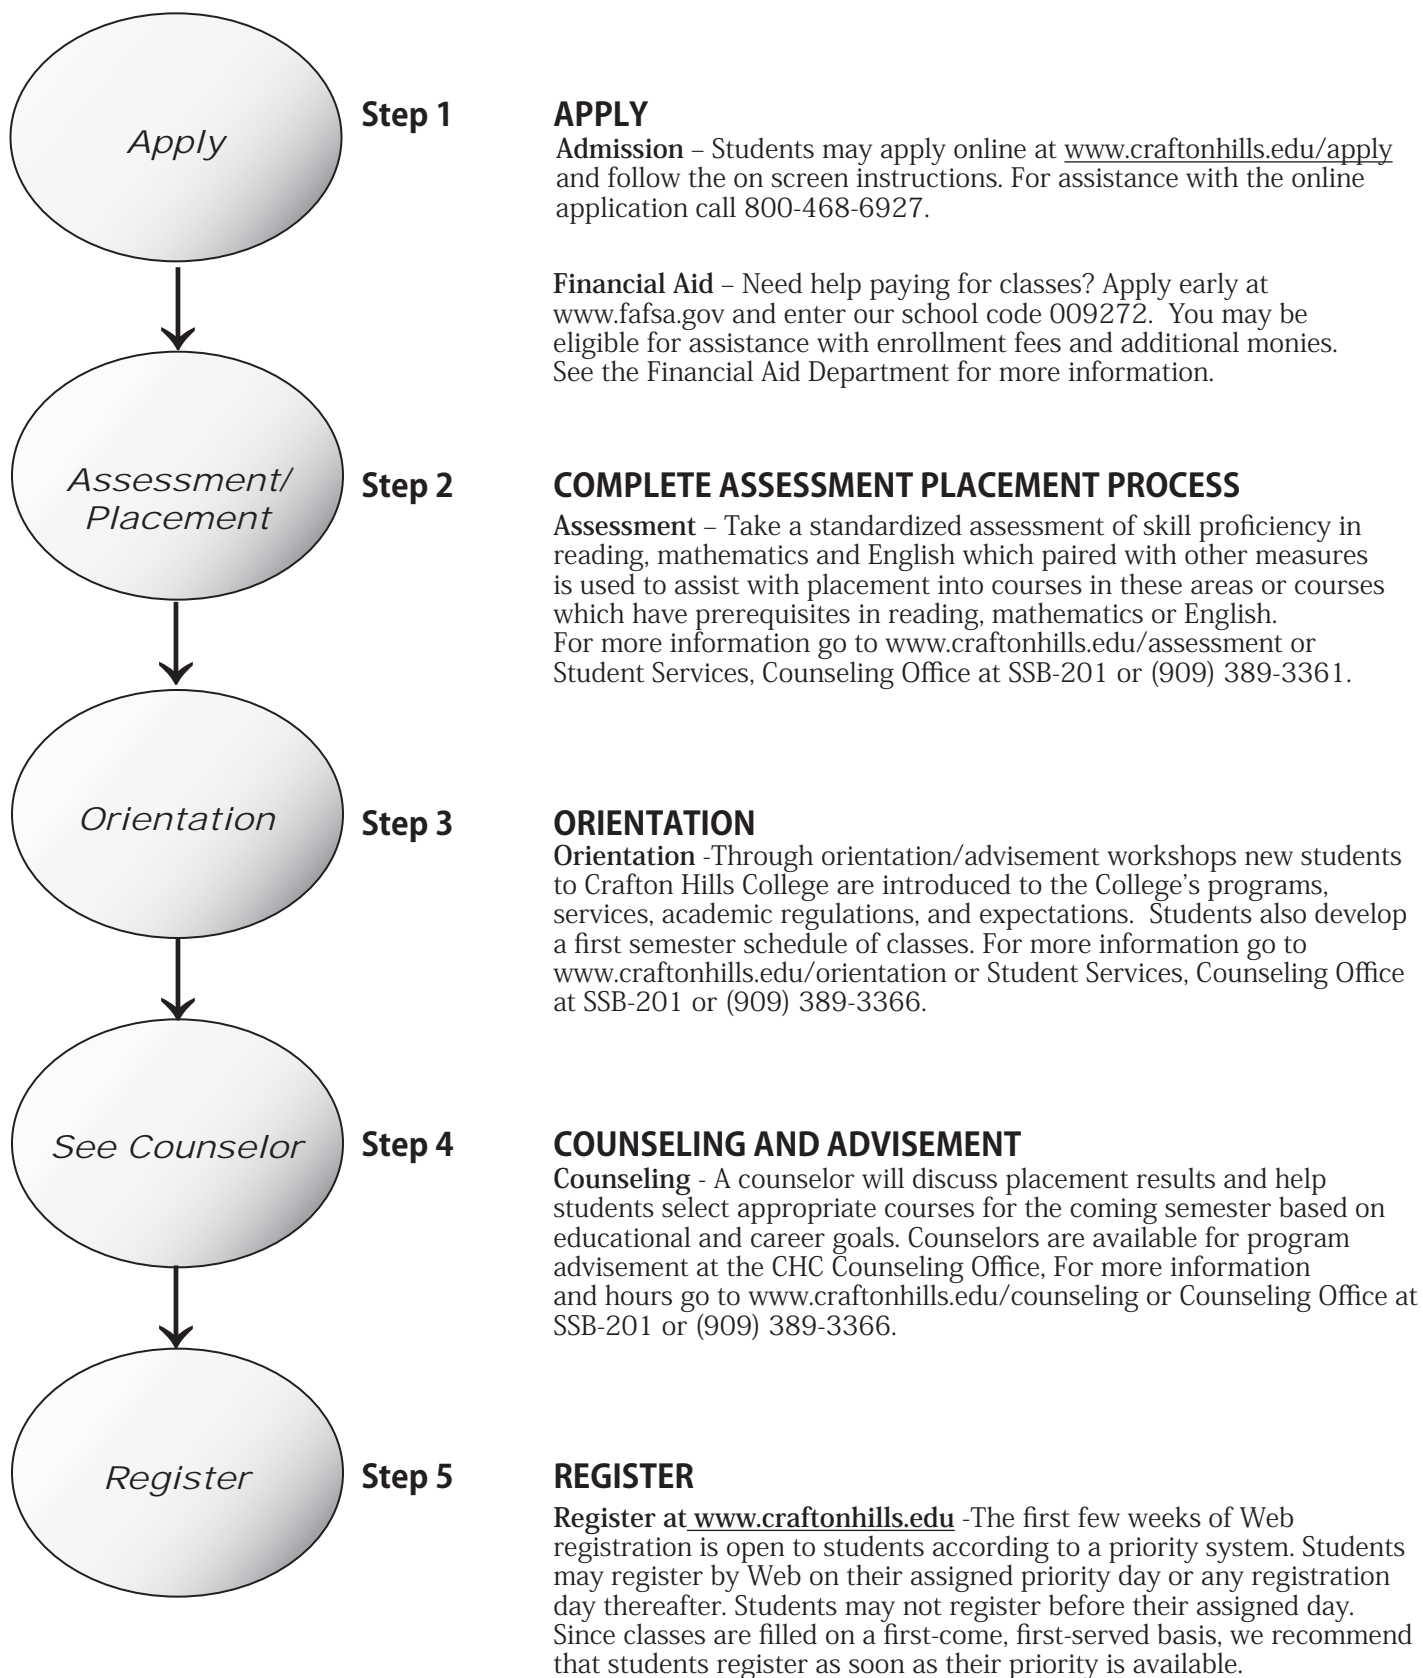 Apply
Step 1
APPLY
Admission – Students may apply online at www.craftonhills.edu/apply
and follow the on screen instructions. For assistance with the online
application call 800-468-6927.
Financial Aid – Need help paying for classes? Apply early at
www.fafsa.gov and enter our school code 009272.  You may be
eligible for assistance with enrollment fees and additional monies.
See the Financial Aid Department for more information.
Assessment/
Placement
Step 2
COMPLETE ASSESSMENT PLACEMENT PROCESS
Assessment – Take a standardized assessment of skill proficiency in
reading, mathematics and English which paired with other measures
is used to assist with placement into courses in these areas or courses
which have prerequisites in reading, mathematics or English.
For more information go to www.craftonhills.edu/assessment or
Student Services, Counseling Office at SSB-201 or (909) 389-3361.
Orientation
Step 3
ORIENTATION
Orientation -Through orientation/advisement workshops new students
to Crafton Hills College are introduced to the College's programs,
services, academic regulations, and expectations.  Students also develop
a first semester schedule of classes. For more information go to
www.craftonhills.edu/orientation or Student Services, Counseling Office
at SSB-201 or (909) 389-3366.
See Counselor
Step 4
COUNSELING AND ADVISEMENT
Counseling - A counselor will discuss placement results and help
students select appropriate courses for the coming semester based on
educational and career goals. Counselors are available for program
advisement at the CHC Counseling Office, For more information
and hours go to www.craftonhills.edu/counseling or Counseling Office at
SSB-201 or (909) 389-3366.
Register
Step 5
REGISTER
Register at www.craftonhills.edu -The first few weeks of Web
registration is open to students according to a priority system. Students
may register by Web on their assigned priority day or any registration
day thereafter. Students may not register before their assigned day.
Since classes are filled on a first-come, first-served basis, we recommend
that students register as soon as their priority is available.